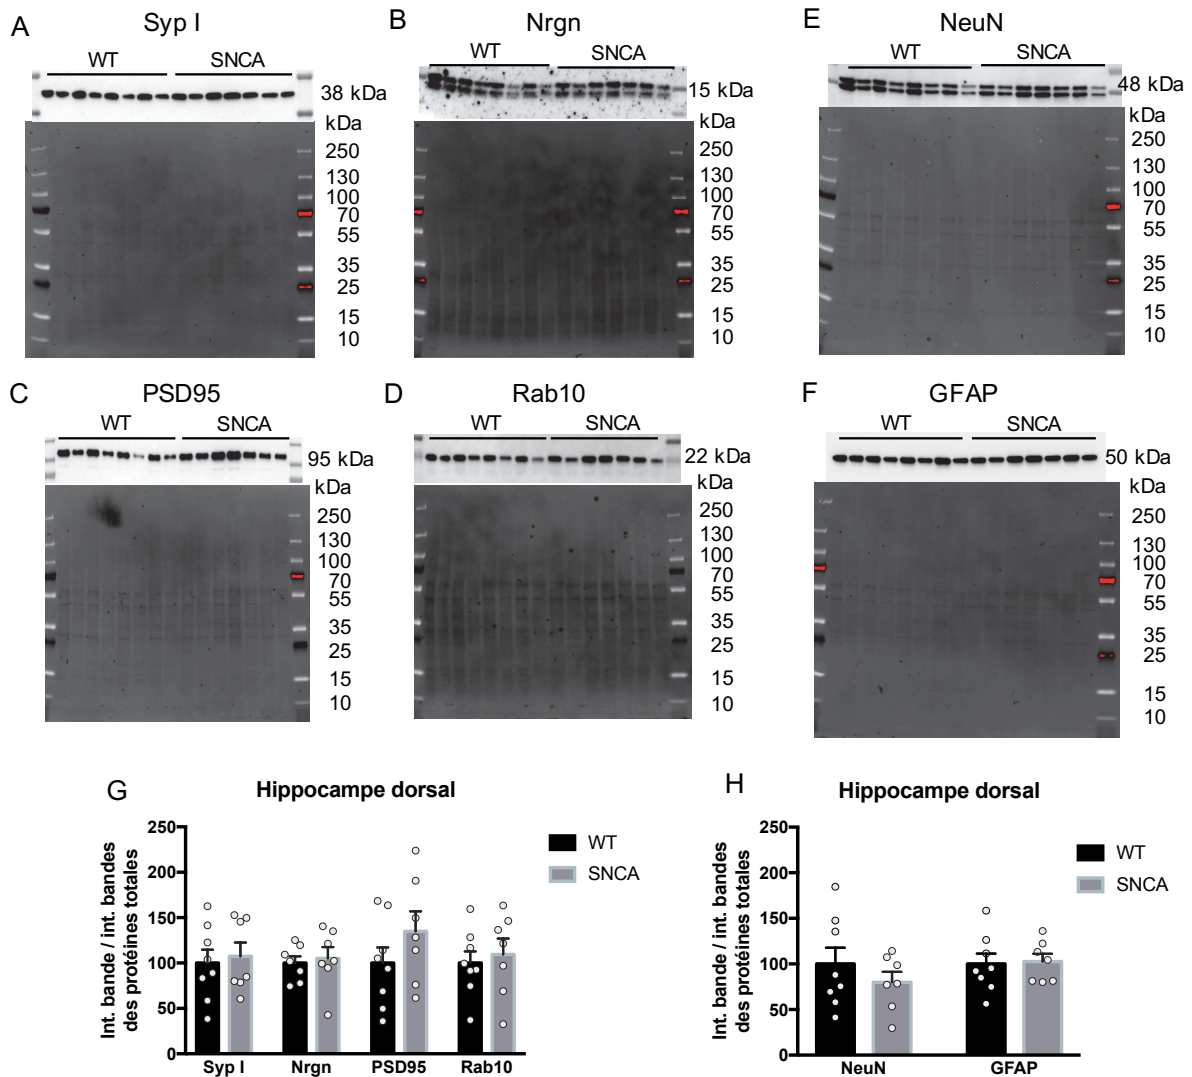 A
Syp I
WT
SNCA
38 kDa
kDa
250
130
100
70
55
35
25
15
10
B
Nrgn
WT
SNCA
15 kDa
kDa
250
130
100
70
55
35
25
15
10
E
NeuN
WT
SNCA
48 kDa
kDa
250
130
100
70
55
35
25
15
10
C
PSD95
WT
SNCA
95 kDa
kDa
250
130
100
70
55
35
25
15
10
D
Rab10
WT
SNCA
22 kDa
kDa
250
130
100
70
55
35
25
15
10
F
GFAP
WT
SNCA
50 kDa
kDa
250
130
100
70
55
35
25
15
10
G
Hippocampe dorsal
Int. bande / int. bandes
des protéines totales
250
200
150
100
50
0
Syp I
Nrgn
PSD95
Rab10
WT
SNCA
H
Hippocampe dorsal
Int. bande / int. bandes
des protéines totales
250
200
150
100
50
0
NeuN
GFAP
WT
SNCA